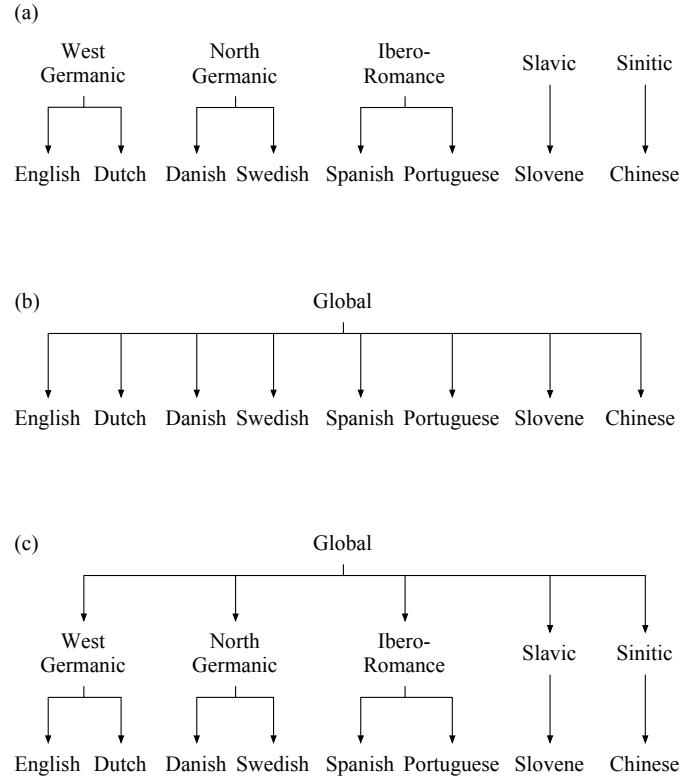 (a)
West Germanic
North Germanic
Ibero-
Romance
Slavic
Sinitic
English Dutch Danish Swedish Spanish Portuguese Slovene Chinese
(b)
Global
English Dutch Danish Swedish Spanish Portuguese Slovene Chinese
(c)
Global
West Germanic
North Germanic
Ibero-
Romance
Slavic
Sinitic
English Dutch Danish Swedish Spanish Portuguese Slovene Chinese